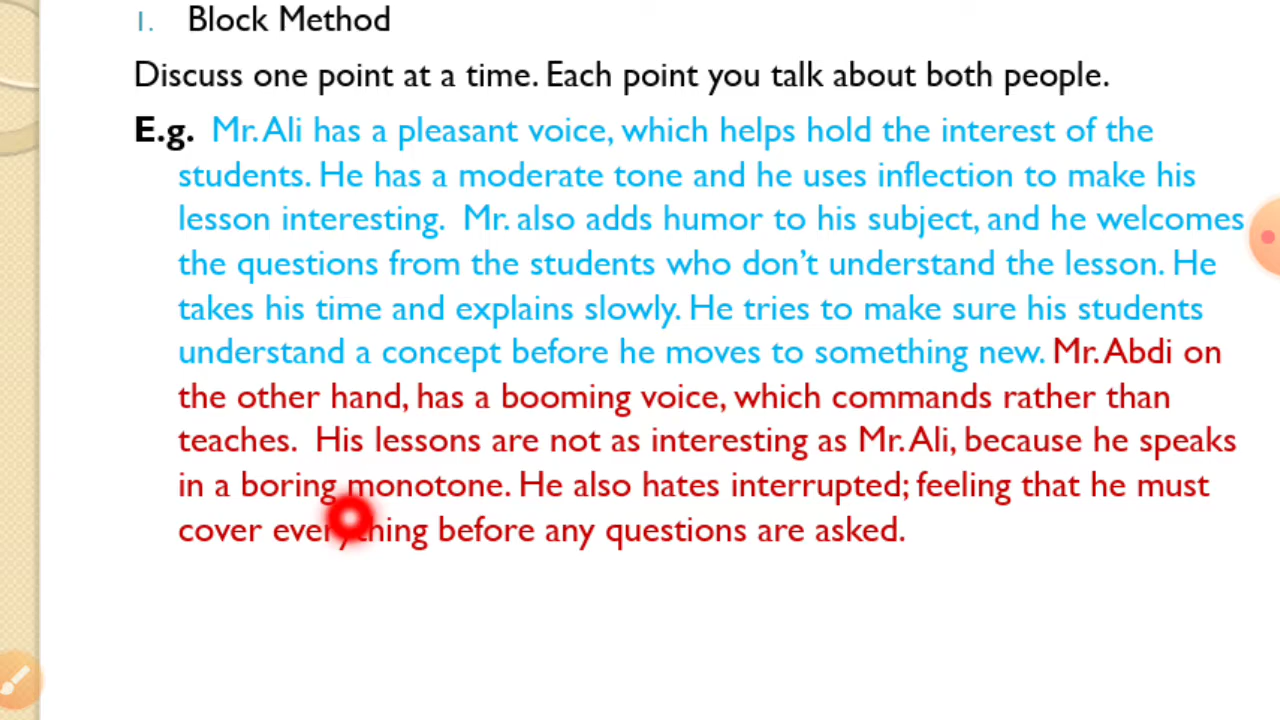 1. Block Method
Discuss one point at a time. Each point you talk about both people.
E.g. Mr. Ali has a pleasant voice, which helps hold the interest of the
students. He has a moderate tone and he uses inflection to make his
lesson interesting. Mr. also adds humor to his subject, and he welcomes
the questions from the students who don’t understand the lesson. He
takes his time and explains slowly. He tries to make sure his students
understand a concept before he moves to something new. Mr. Abdi on
the other hand, has a booming voice, which commands rather than
teaches. His lessons are not as interesting as Mr. Ali, because he speaks
in a boring monotone. He also hates interrupted; feeling that he must
cover everything before any questions are asked.